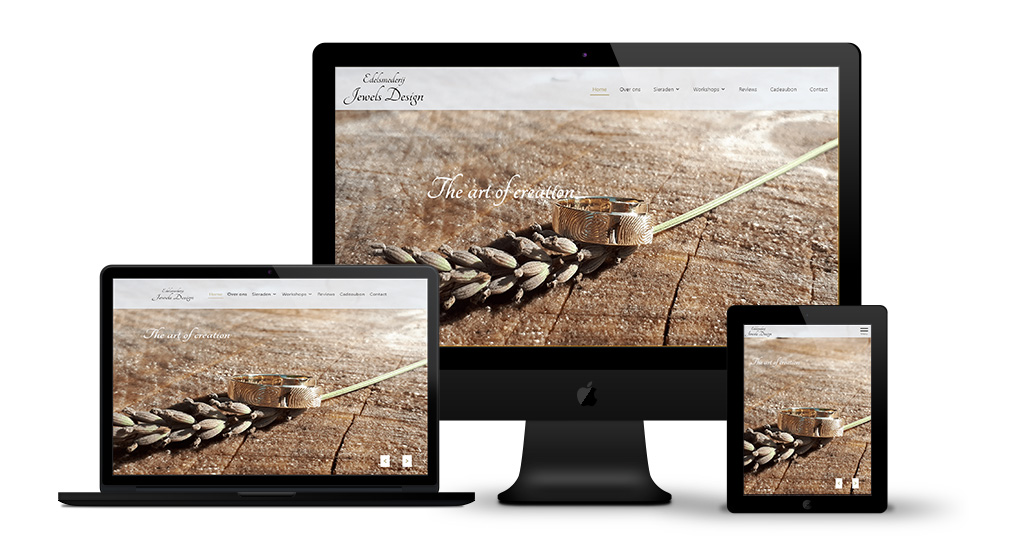 Edelsmederij
Jewels Design
Home Over ons Sieraden Workshops Reviews Cadeaubon Contact
The art of creation
Edelsmederij
Jewels Design
Home Over ons Sieraden Workshops Reviews Cadeaubon Contact
The art of creation
Edelsmederij
Jewels Design
The art of creation